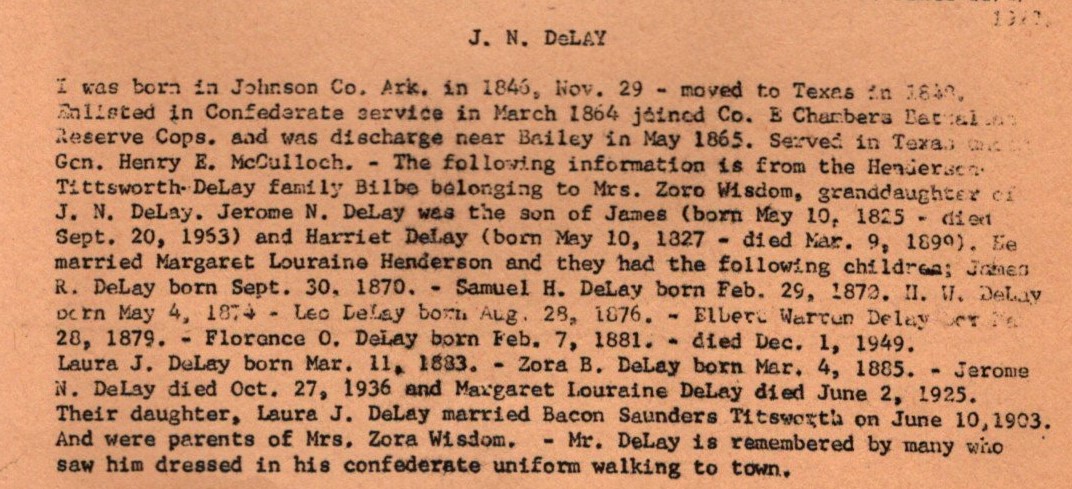 J. N. DeLAY
I was born in Johnson Co. Ark. in 1846, Nov. 29 - moved to Texas in
Enlisted in Confederate service in March 1864 joined Co. E Chambers
Reserve Cops. and was discharge near Bailey in May 1865. Served in Texas
Gen. Henry E. McCulloch. - The following information is from the Henderson-
Tittsworth-DeLay family Bilbe belonging to Mrs. Zoro Wisdom, granddaughter of
J. N. DeLay. Jerome N. DeLay was the son of James (born May 10, 1825 - died
Sept. 20, 1953) and Harriet DeLay (born May 10, 1827 - died Mar. 9, 1899). He
married Margaret Louraine Henderson and they had the following children; James
R. DeLay born Sept. 30. 1870. - Samuel H. DeLay born Feb. 29, H. W. DeLay
born May 4, 1874 - Leo DeLay born Aug. 28, 1876. - Elbert Warren Delay
28, 1879. - Florence O. DeLay born Feb. 7, 1881. - died Dec. 1, 1949.
Laura J. DeLay born Mar. 11, 1883. - Zora B. DeLay born Mar. 4, 1885. - Jerome
N. DeLay died Oct. 27, 1936 and Margaret Louraine DeLay died June 2, 1925.
Their daughter, Laura J. DeLay married Bacon Saunders Titsworth on June 10,1903.
And were parents of Mrs. Zora Wisdom. - Mr. DeLay is remembered by many who
saw him dressed in his confederate uniform walking to town.